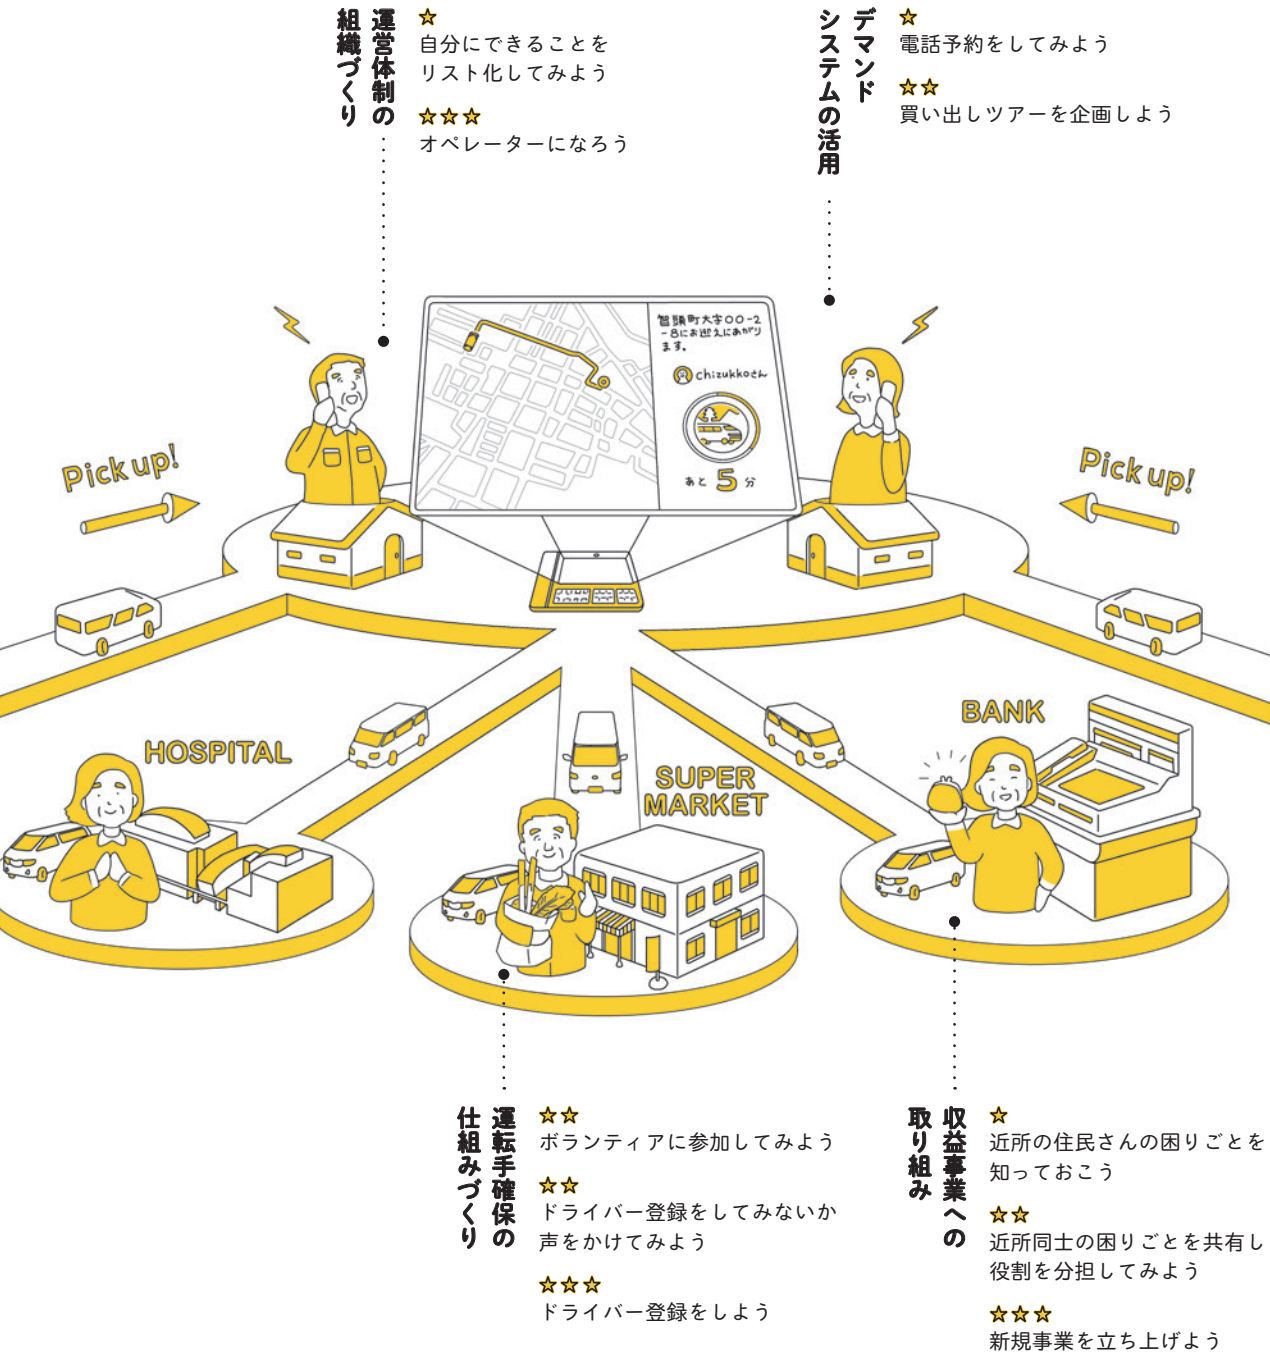 運営体制の
組織づくり
☆
自分にできることを
リスト化してみよう
☆☆☆
オペレーターになろう
デマンド
システムの活用
☆
電話予約をしてみよう
☆☆
買い出しツアーを企画しよう
智頭町大字〇〇-2
-8にお迎えにあがり
ます。
chizukkoさん
あと 5 分
Pick up!
Pick up!
HOSPITAL
SUPER
MARKET
BANK
運転手確保の
仕組みづくり
☆☆
ボランティアに参加してみよう
☆☆
ドライバー登録をしてみないか
声をかけてみよう
☆☆☆
ドライバー登録をしよう
収益事業への
取り組み
☆
近所の住民さんの困りごとを
知っておこう
☆☆
近所同士の困りごとを共有し
役割を分担してみよう
☆☆☆
新規事業を立ち上げよう